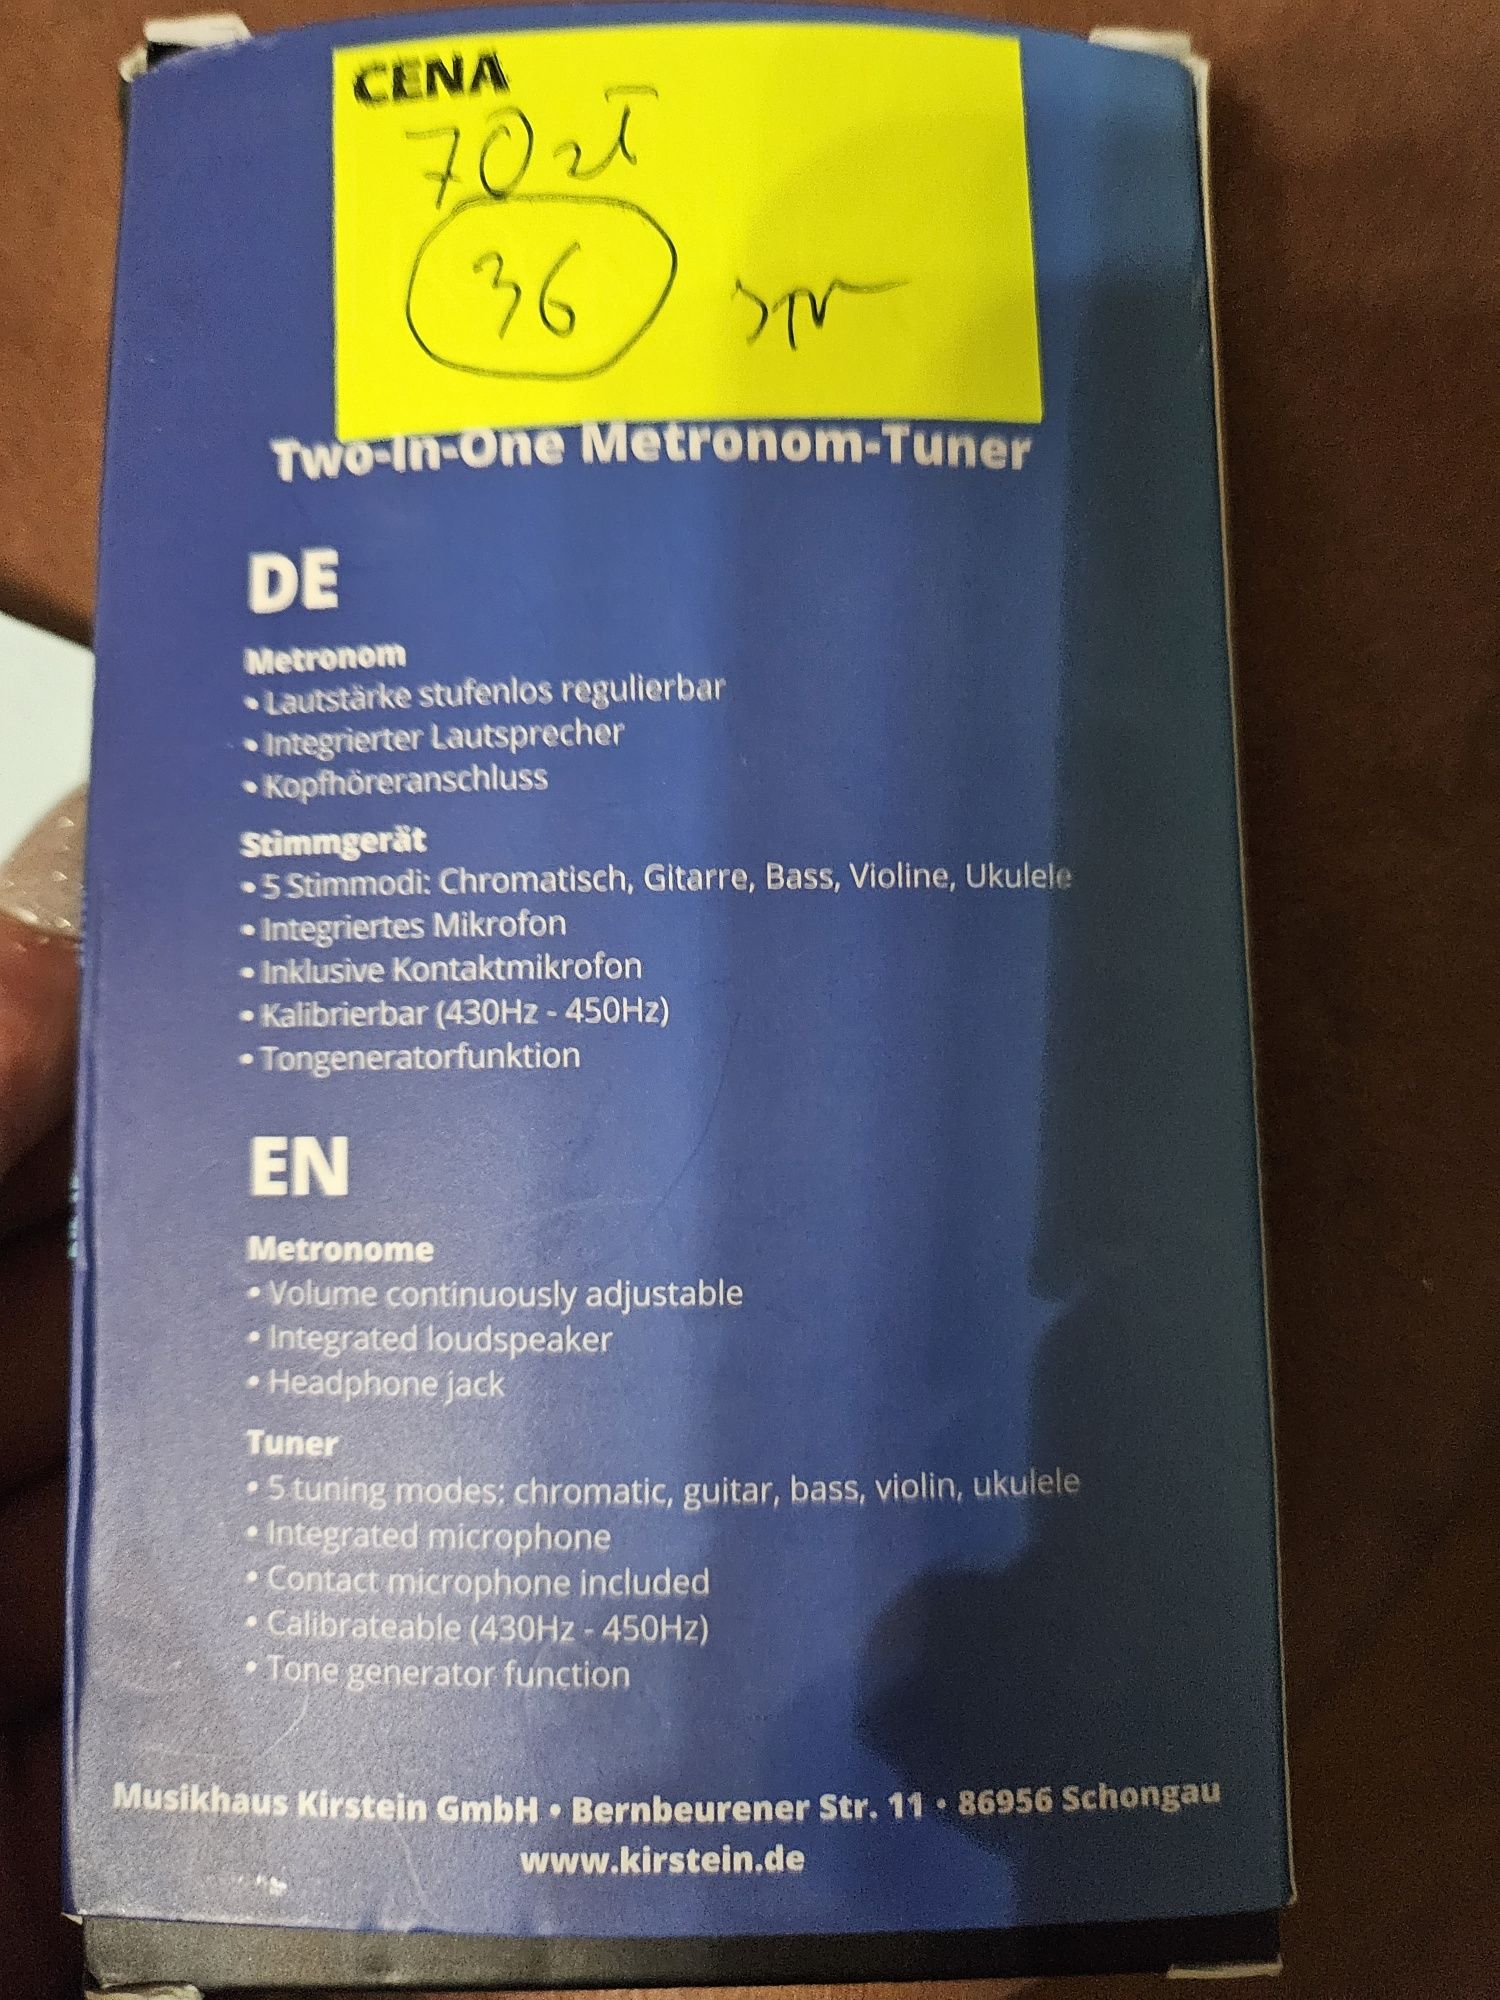 CENA
70 zł
36 spr
Two-In-One Metronom-Tuner
DE
Metronom
• Lautstärke stufenlos regulierbar
• Integrierter Lautsprecher
• Kopfhöreranschluss
Stimmgerät
• 5 Stimmodi: Chromatisch, Gitarre, Bass, Violine, Ukulele
• Integriertes Mikrofon
• Inklusive Kontaktmikrofon
• Kalibrierbar (430Hz - 450Hz)
• Tongeneratorfunktion
EN
Metronome
• Volume continuously adjustable
• Integrated loudspeaker
• Headphone jack
Tuner
• 5 tuning modes: chromatic, guitar, bass, violin, ukulele
• Integrated microphone
• Contact microphone included
• Calibrateable (430Hz - 450Hz)
• Tone generator function
Musikhaus Kirstein GmbH • Bernbeurener Str. 11 • 86956 Schongau
www.kirstein.de